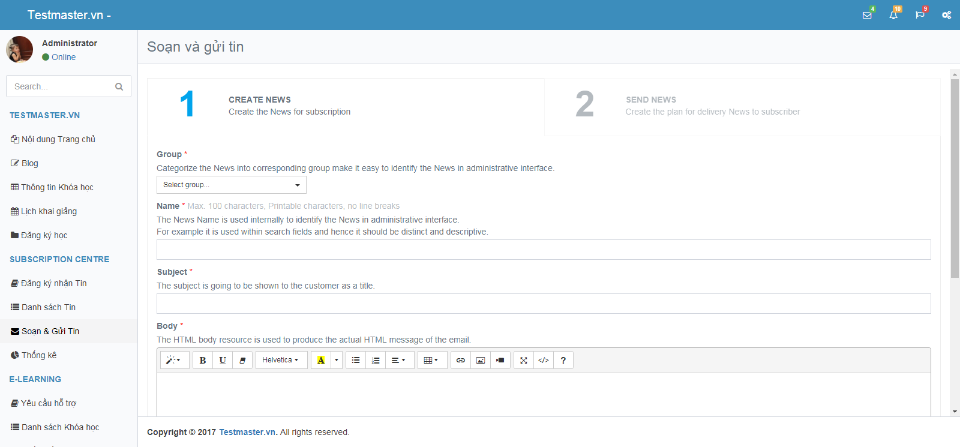 Testmaster.vn -
4
10
9
Administrator
Online
Search...
TESTMASTER.VN
Nội dung Trang chủ
Blog
Thông tin Khóa học
Lịch khai giảng
Đăng ký học
SUBSCRIPTION CENTRE
Đăng ký nhận Tin
Danh sách Tin
Soạn & Gửi Tin
Thống kê
E-LEARNING
Yêu cầu hỗ trợ
Danh sách Khóa học
Soạn và gửi tin
1
CREATE NEWS
Create the News for subscription
2
SEND NEWS
Create the plan for delivery News to subscriber
Group *
Categorize the News into corresponding group make it easy to identify the News in administrative interface.
Select group...
Name * Max. 100 characters, Printable characters, no line breaks
The News Name is used internally to identify the News in administrative interface.
For example it is used within search fields and hence it should be distinct and descriptive.
Subject *
The subject is going to be shown to the customer as a title.
Body *
The HTML body resource is used to produce the actual HTML message of the email.
B U Helvetica A </> ?
Copyright © 2017 Testmaster.vn. All rights reserved.